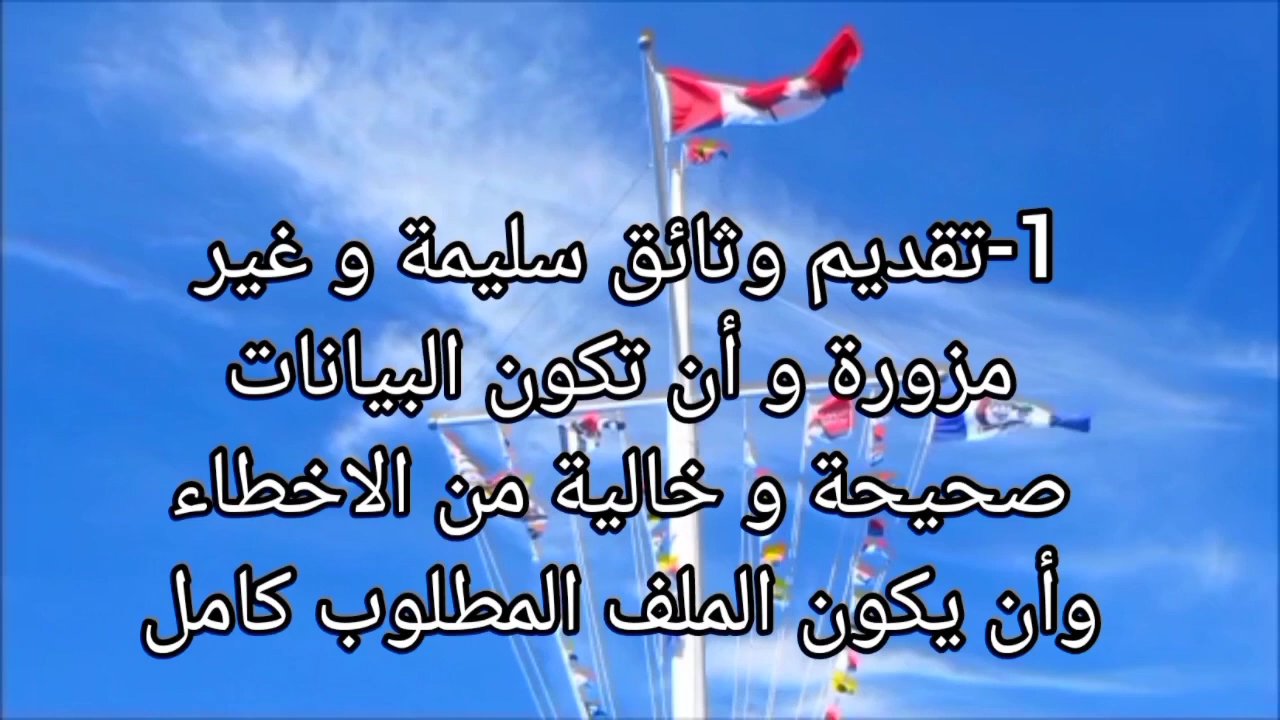 1-تقديم وثائق سليمة و غير
مزورة و أن تكون البيانات
صحيحة و خالية من الاخطاء
وأن يكون الملف المطلوب كامل